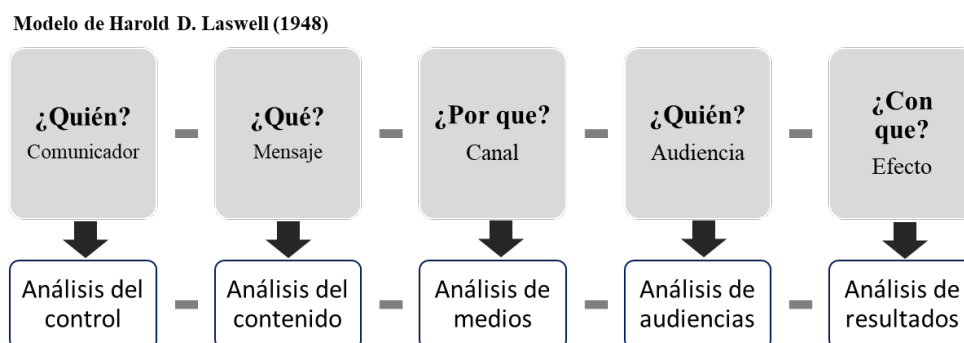 Modelo de Harold D. Laswell (1948)
¿Quién?
Comunicador
¿Qué?
Mensaje
¿Por que?
Canal
¿Quién?
Audiencia
¿Con
que?
Efecto
Análisis del
control
Análisis del
contenido
Análisis de
medios
Análisis de
audiencias
Análisis de
resultados